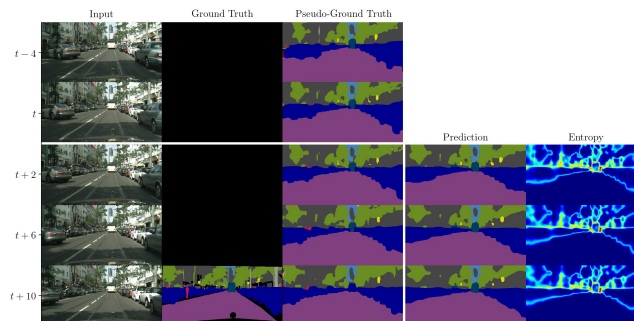 Input Ground Truth Pseudo-Ground Truth
t − 4
t
Prediction Entropy
t + 2
t + 6
t + 10